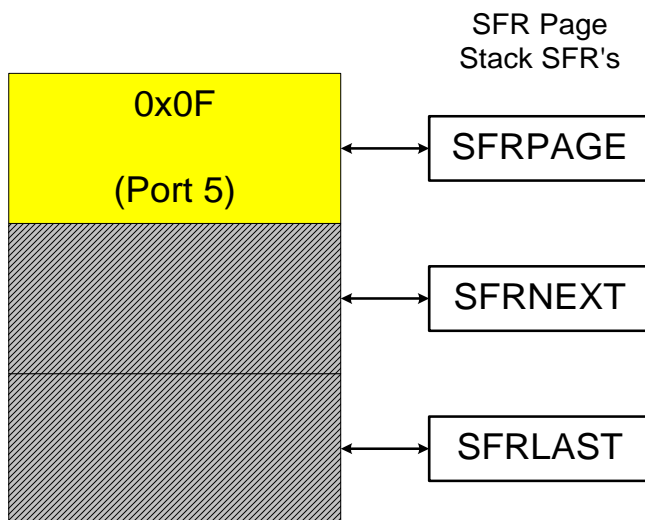 SFR Page
Stack SFR's
0x0F
(Port 5)
SFRPAGE
SFRNEXT
SFRLAST